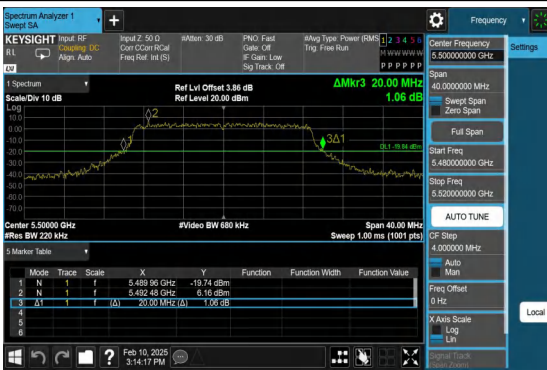 Spectrum Analyzer 1
Swept SA
Frequency
KEYSIGHT
R L
Input: RF
Coupling: DC
Align: Auto
Input Z: 50 Ω
Corr CCorr RCal
Freq Ref: Int (S)
#Atten: 30 dB
PNO: Fast
Gate: Off
IF Gain: Low
Sig Track: Off
#Avg Type: Power (RMS
Trig: Free Run
1 2 3 4 5 6
M W W W W W
P P P P P P
1 Spectrum
Scale/Div 10 dB
Ref Lvl Offset 3.86 dB
Ref Level 20.00 dBm
ΔMkr3 20.00 MHz
1.06 dB
Log
10.0
0.00
-10.0
-20.0
-30.0
-40.0
-50.0
-60.0
-70.0
2
3Δ1
DL1 -19.84 dBm
Center 5.50000 GHz
#Res BW 220 kHz
#Video BW 680 kHz
Span 40.00 MHz
Sweep 1.00 ms (1001 pts)
5 Marker Table
Mode Trace Scale X Y Function Function Width Function Value
1 N 1 f 5.489 96 GHz -19.74 dBm
2 N 1 f 5.492 48 GHz 6.16 dBm
3 Δ1 1 f (Δ) 20.00 MHz (Δ) 1.06 dB
4
5
6
?
Feb 10, 2025
3:14:17 PM
Center Frequency
5.500000000 GHz
Settings
Span
40.0000000 MHz
Swept Span
Zero Span
Full Span
Start Freq
5.480000000 GHz
Stop Freq
5.520000000 GHz
AUTO TUNE
CF Step
4.000000 MHz
Auto
Man
Freq Offset
0 Hz
X Axis Scale
Log
Lin
Local
Signal Track
(Span Zoom)